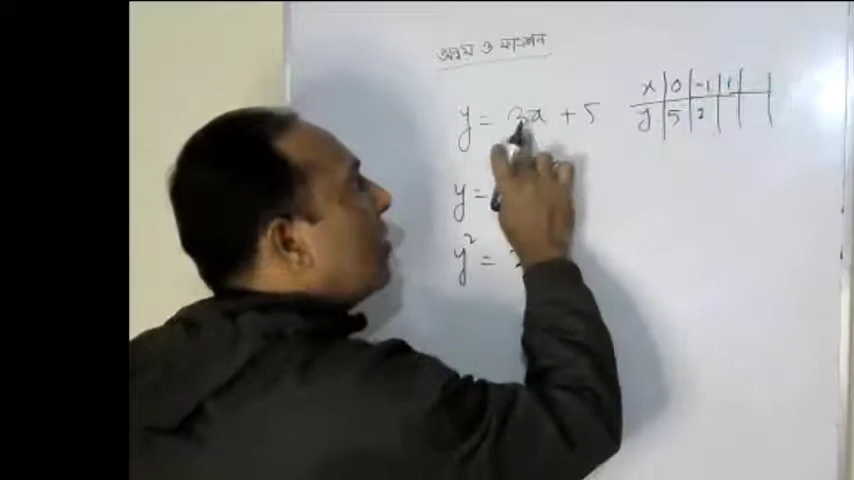 অন্বয় ও ফাংশন
y = 3x + 5
x 0 -1 1
y 5 2
y =
y² =